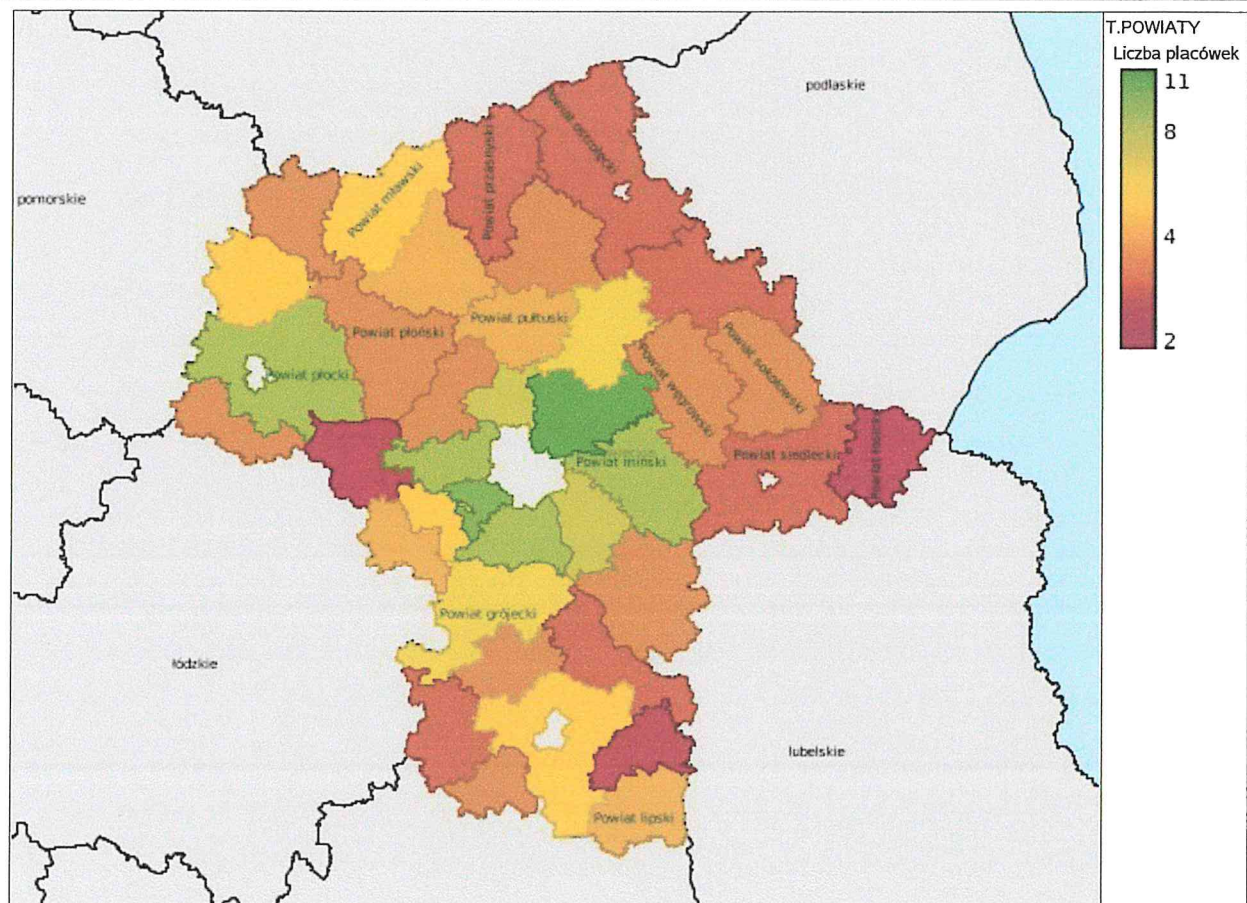 T.POWIATY
Liczba placówek
11
8
4
2
podlaskie
pomorskie
Powiat ostrołęcki
Powiat przasnyski
Powiat mławski
Powiat pułtuski
Powiat płoński
Powiat płocki
Powiat węgrowski
Powiat sokołowski
Powiat miński
Powiat siedlecki
Powiat łosicki
Powiat grójecki
łódzkie
lubelskie
Powiat lipski